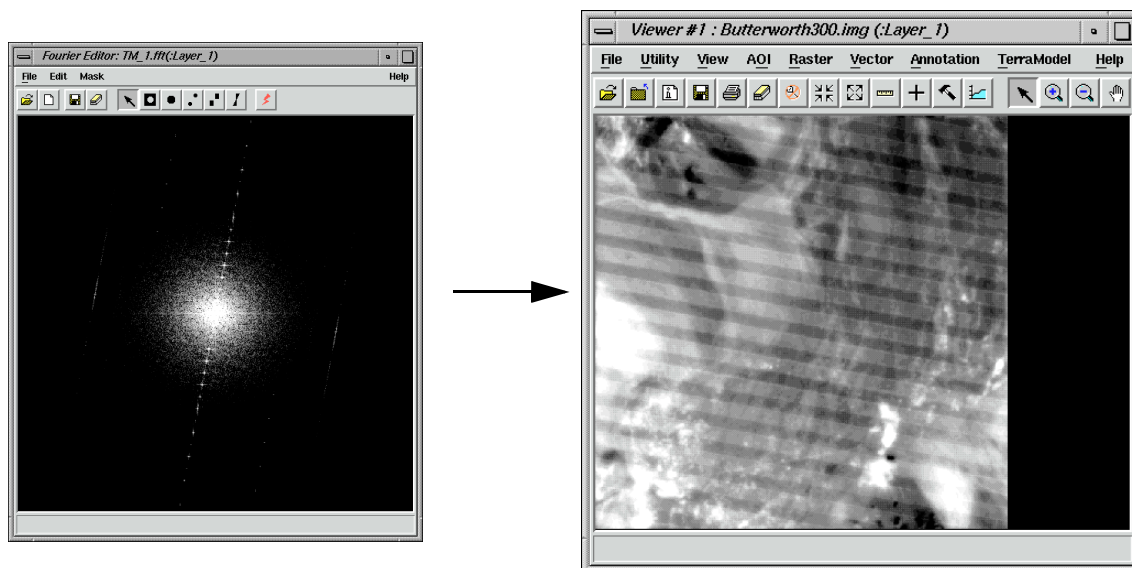 Fourier Editor: TM_1.fft(:Layer_1)
File Edit Mask Help
Viewer #1 : Butterworth300.img (:Layer_1)
File Utility View AOI Raster Vector Annotation TerraModel Help